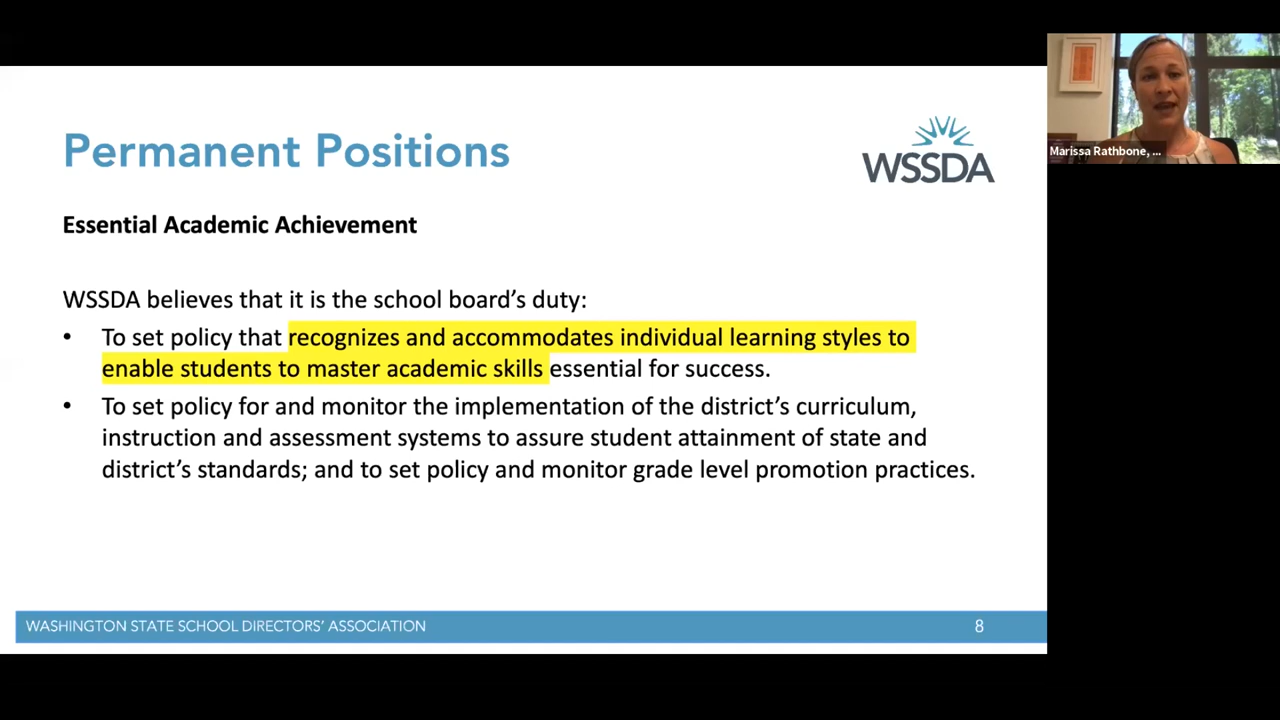 Permanent Positions
WSSDA
Marissa Rathbone, ...
Essential Academic Achievement
WSSDA believes that it is the school board’s duty:
• To set policy that recognizes and accommodates individual learning styles to
enable students to master academic skills essential for success.
• To set policy for and monitor the implementation of the district’s curriculum,
instruction and assessment systems to assure student attainment of state and
district’s standards; and to set policy and monitor grade level promotion practices.
WASHINGTON STATE SCHOOL DIRECTORS’ ASSOCIATION
8